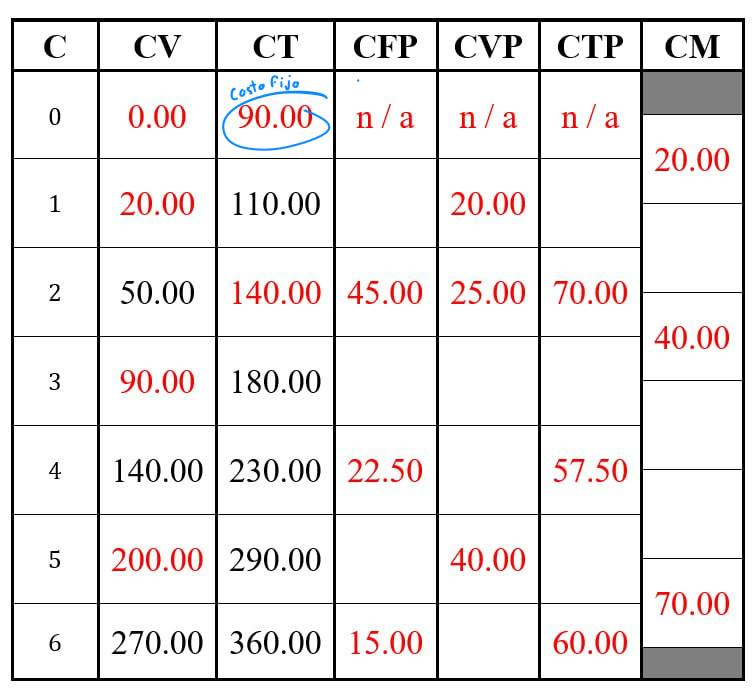 C CV CT CFP CVP CTP CM
Costo Fijo
0 0.00 90.00 n / a n / a n / a
20.00
1 20.00 110.00 20.00
2 50.00 140.00 45.00 25.00 70.00
40.00
3 90.00 180.00
4 140.00 230.00 22.50 57.50
5 200.00 290.00 40.00
70.00
6 270.00 360.00 15.00 60.00